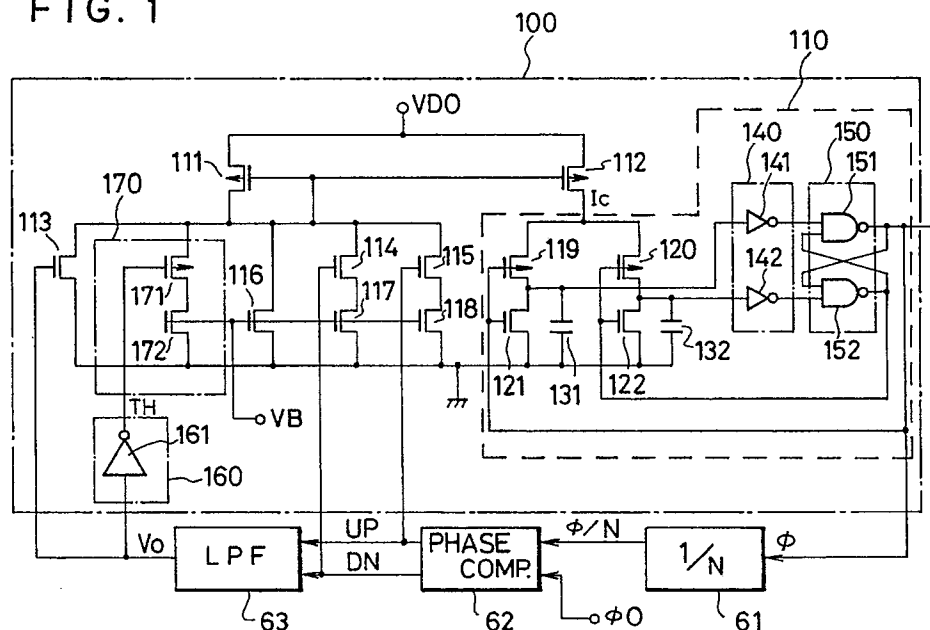 FIG. 1
100
110
VDO
140
141
150
151
111
112
Ic
170
113
114
115
119
120
116
171
142
117
118
172
121
131
122
132
152
TH
VB
161
160
Vo
LPF
UP
DN
PHASE
COMP.
Φ/N
1/N
Φ
63
62
ΦO
61